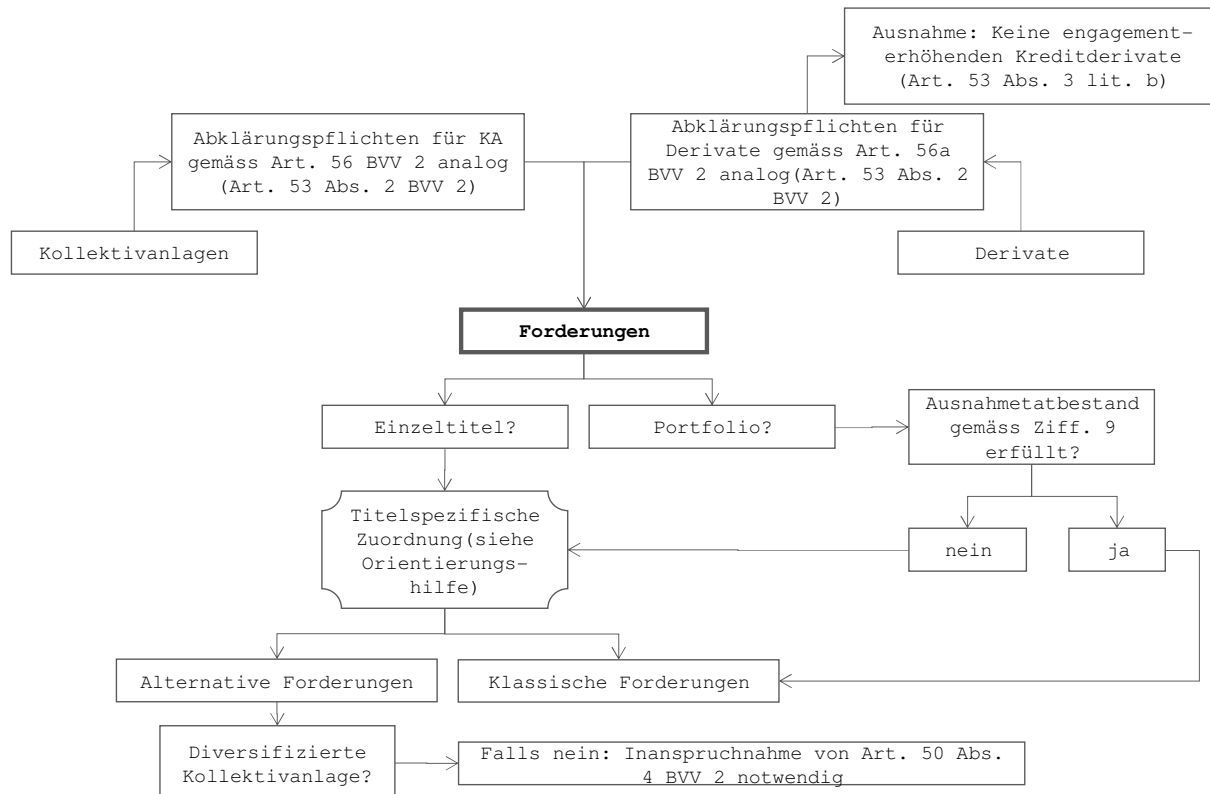 Ausnahme: Keine engagement-
erhöhenden Kreditderivate
(Art. 53 Abs. 3 lit. b)
Abklärungspflichten für KA
gemäss Art. 56 BVV 2 analog
(Art. 53 Abs. 2 BVV 2)
Abklärungspflichten für
Derivate gemäss Art. 56a
BVV 2 analog(Art. 53 Abs. 2
BVV 2)
Kollektivanlagen
Derivate
Forderungen
Einzeltitel?
Portfolio?
Ausnahmetatbestand
gemäss Ziff. 9
erfüllt?
Titelspezifische
Zuordnung(siehe
Orientierungs-
hilfe)
nein
ja
Alternative Forderungen
Klassische Forderungen
Diversifizierte
Kollektivanlage?
Falls nein: Inanspruchnahme von Art. 50 Abs.
4 BVV 2 notwendig